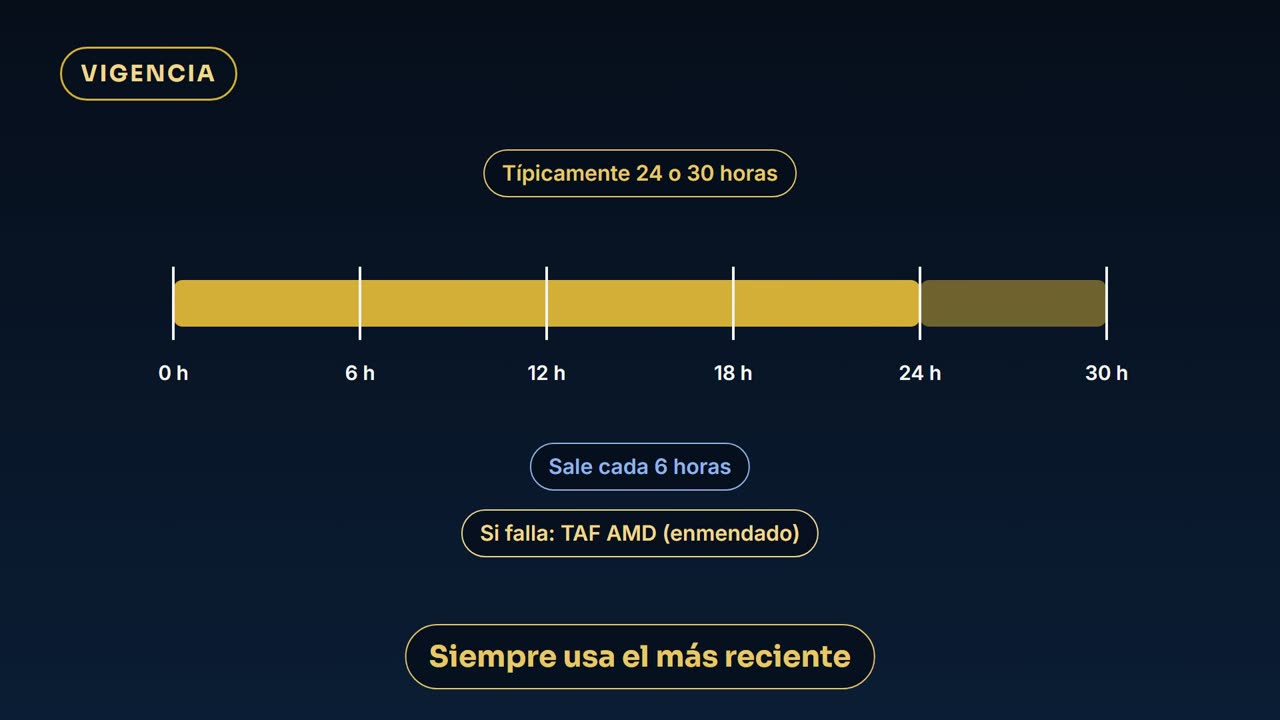 VIGENCIA
Típicamente 24 o 30 horas
0 h 6 h 12 h 18 h 24 h 30 h
Sale cada 6 horas
Si falla: TAF AMD (enmendado)
Siempre usa el más reciente